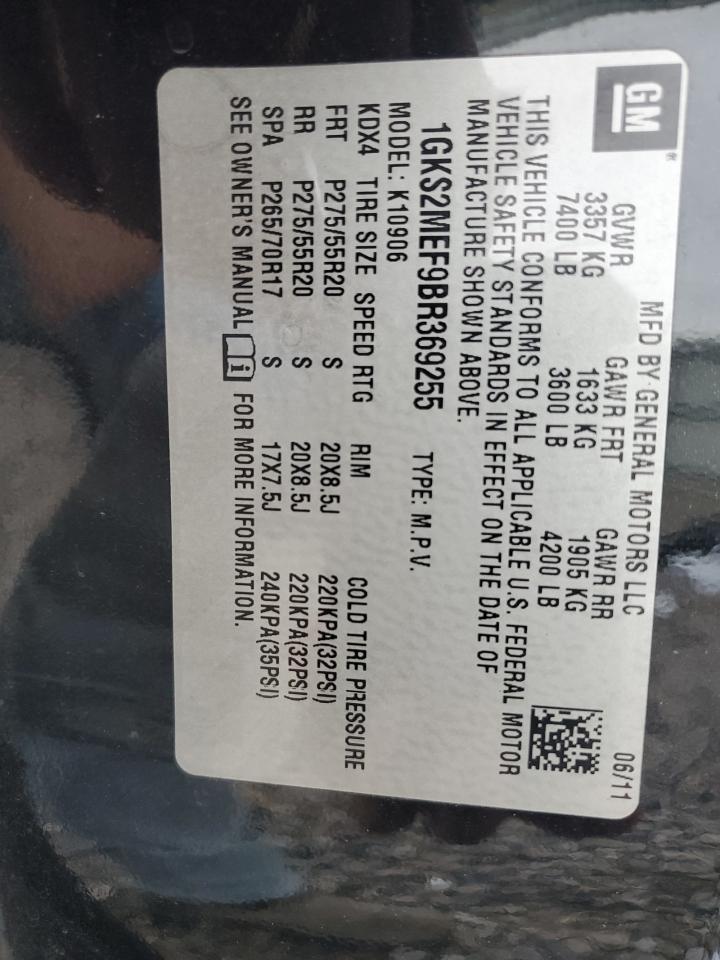 GM®
MFD BY GENERAL MOTORS LLC 06/11
GVWR GAWR FRT GAWR RR
3357 KG 1633 KG 1905 KG
7400 LB 3600 LB 4200 LB
THIS VEHICLE CONFORMS TO ALL APPLICABLE U.S. FEDERAL MOTOR
VEHICLE SAFETY STANDARDS IN EFFECT ON THE DATE OF
MANUFACTURE SHOWN ABOVE.
1GKS2MEF9BR369255 TYPE: M.P.V.
MODEL: K10906
KDX4 TIRE SIZE SPEED RTG RIM COLD TIRE PRESSURE
FRT P275/55R20 S 20X8.5J 220KPA(32PSI)
RR P275/55R20 S 20X8.5J 220KPA(32PSI)
SPA P265/70R17 S 17X7.5J 240KPA(35PSI)
SEE OWNER'S MANUAL i FOR MORE INFORMATION.